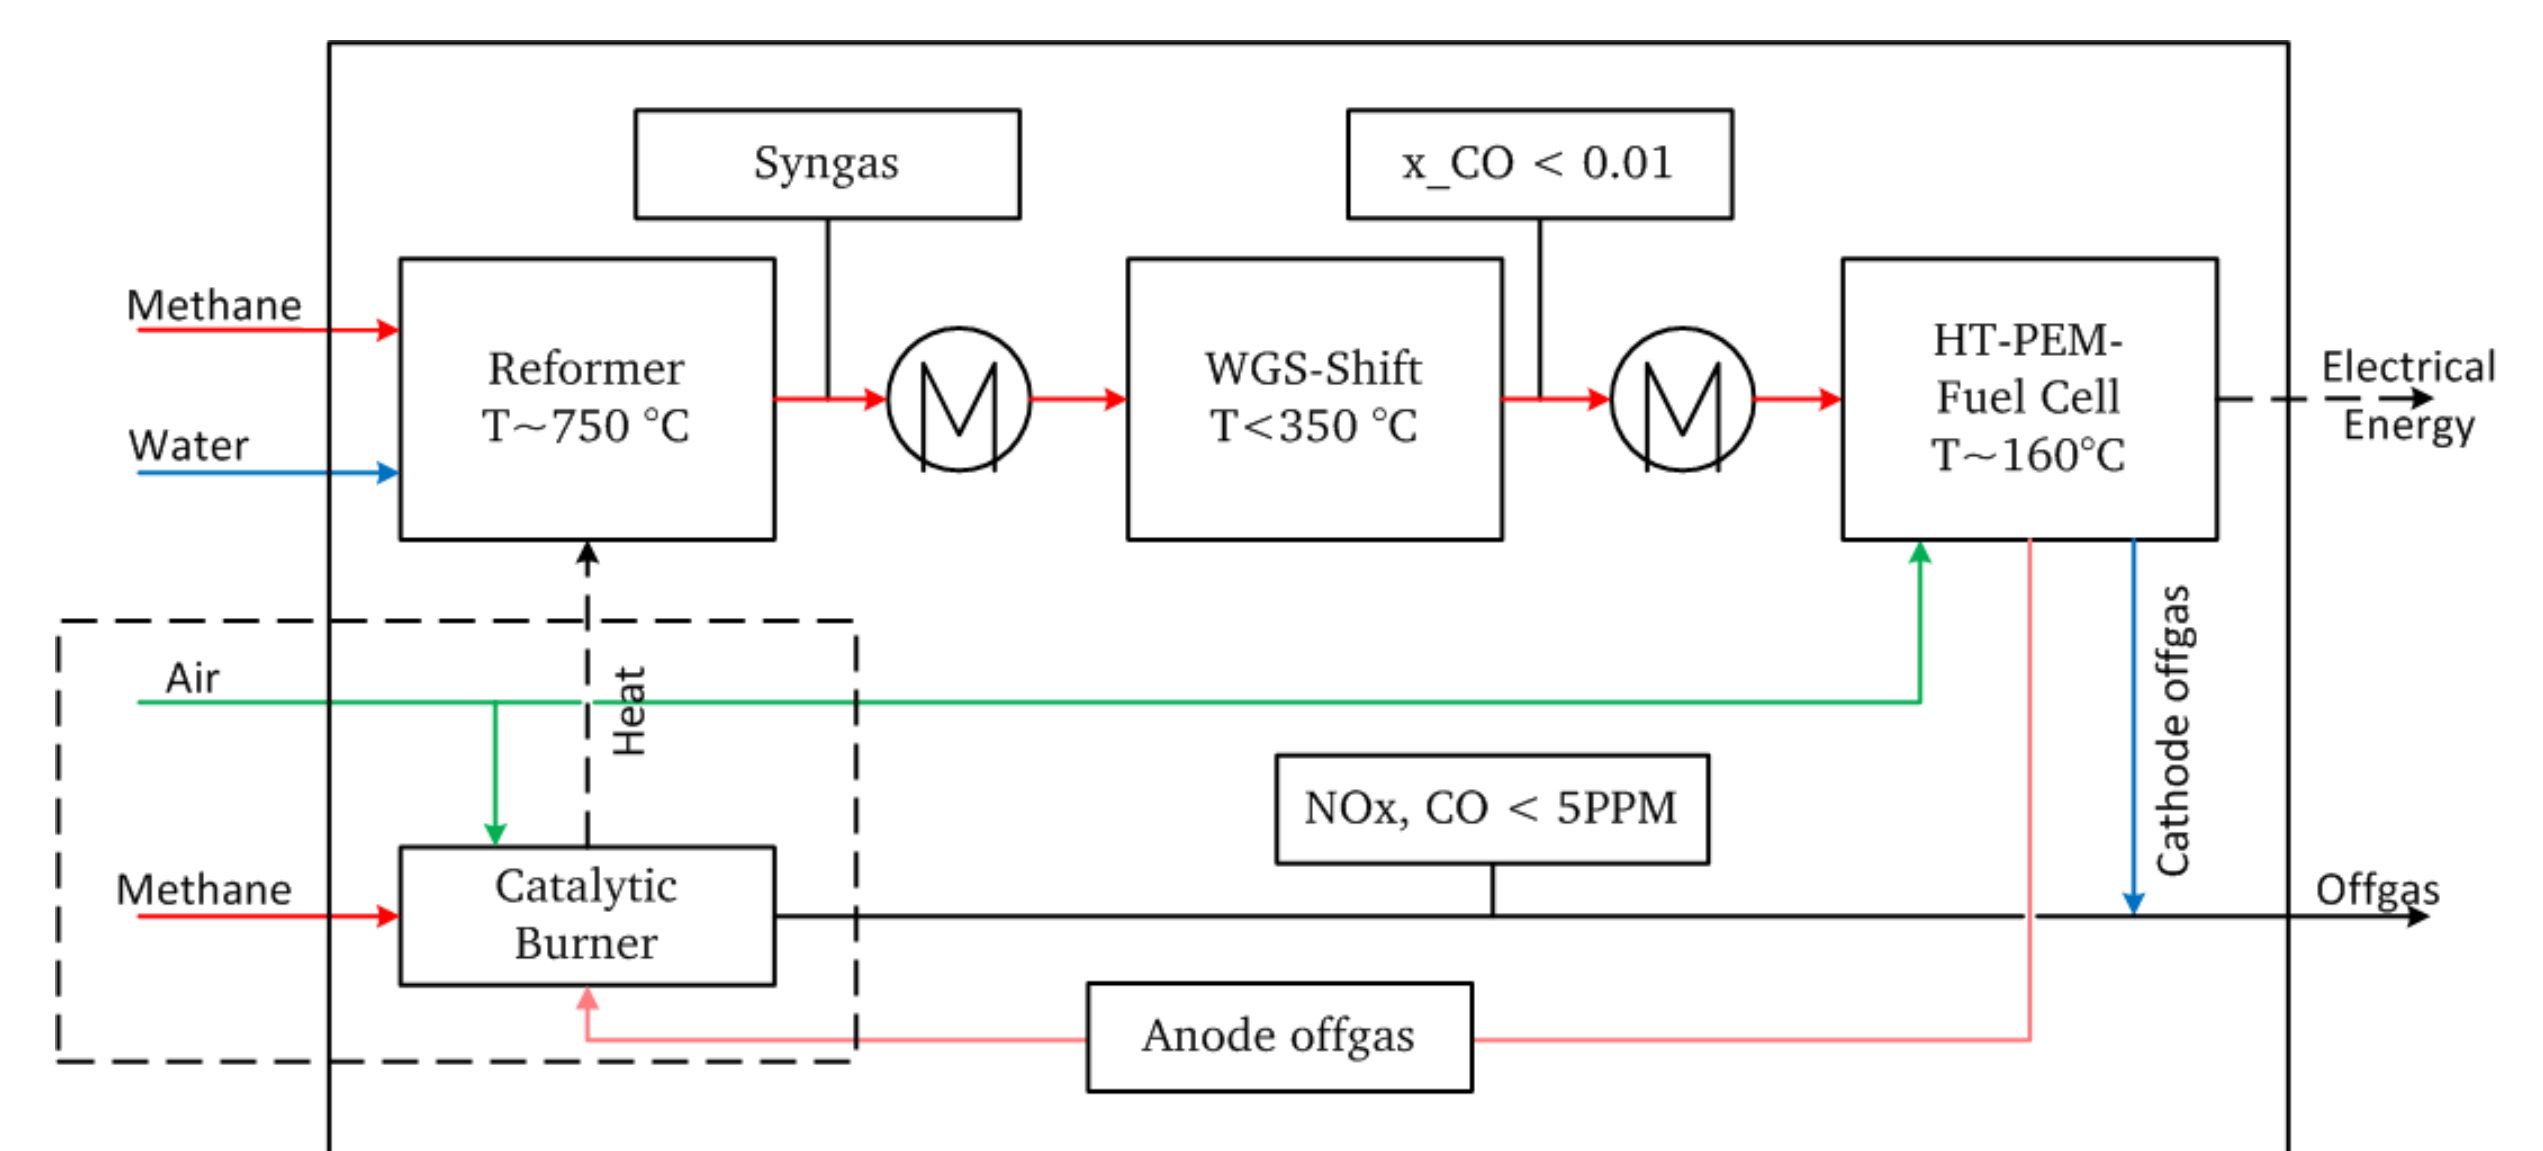 Syngas
x_CO < 0.01
Methane
Water
Reformer
T~750 °C
WGS-Shift
T<350 °C
HT-PEM-
Fuel Cell
T~160°C
Electrical
Energy
Air
Heat
Cathode offgas
NOx, CO < 5PPM
Methane
Catalytic
Burner
Offgas
Anode offgas